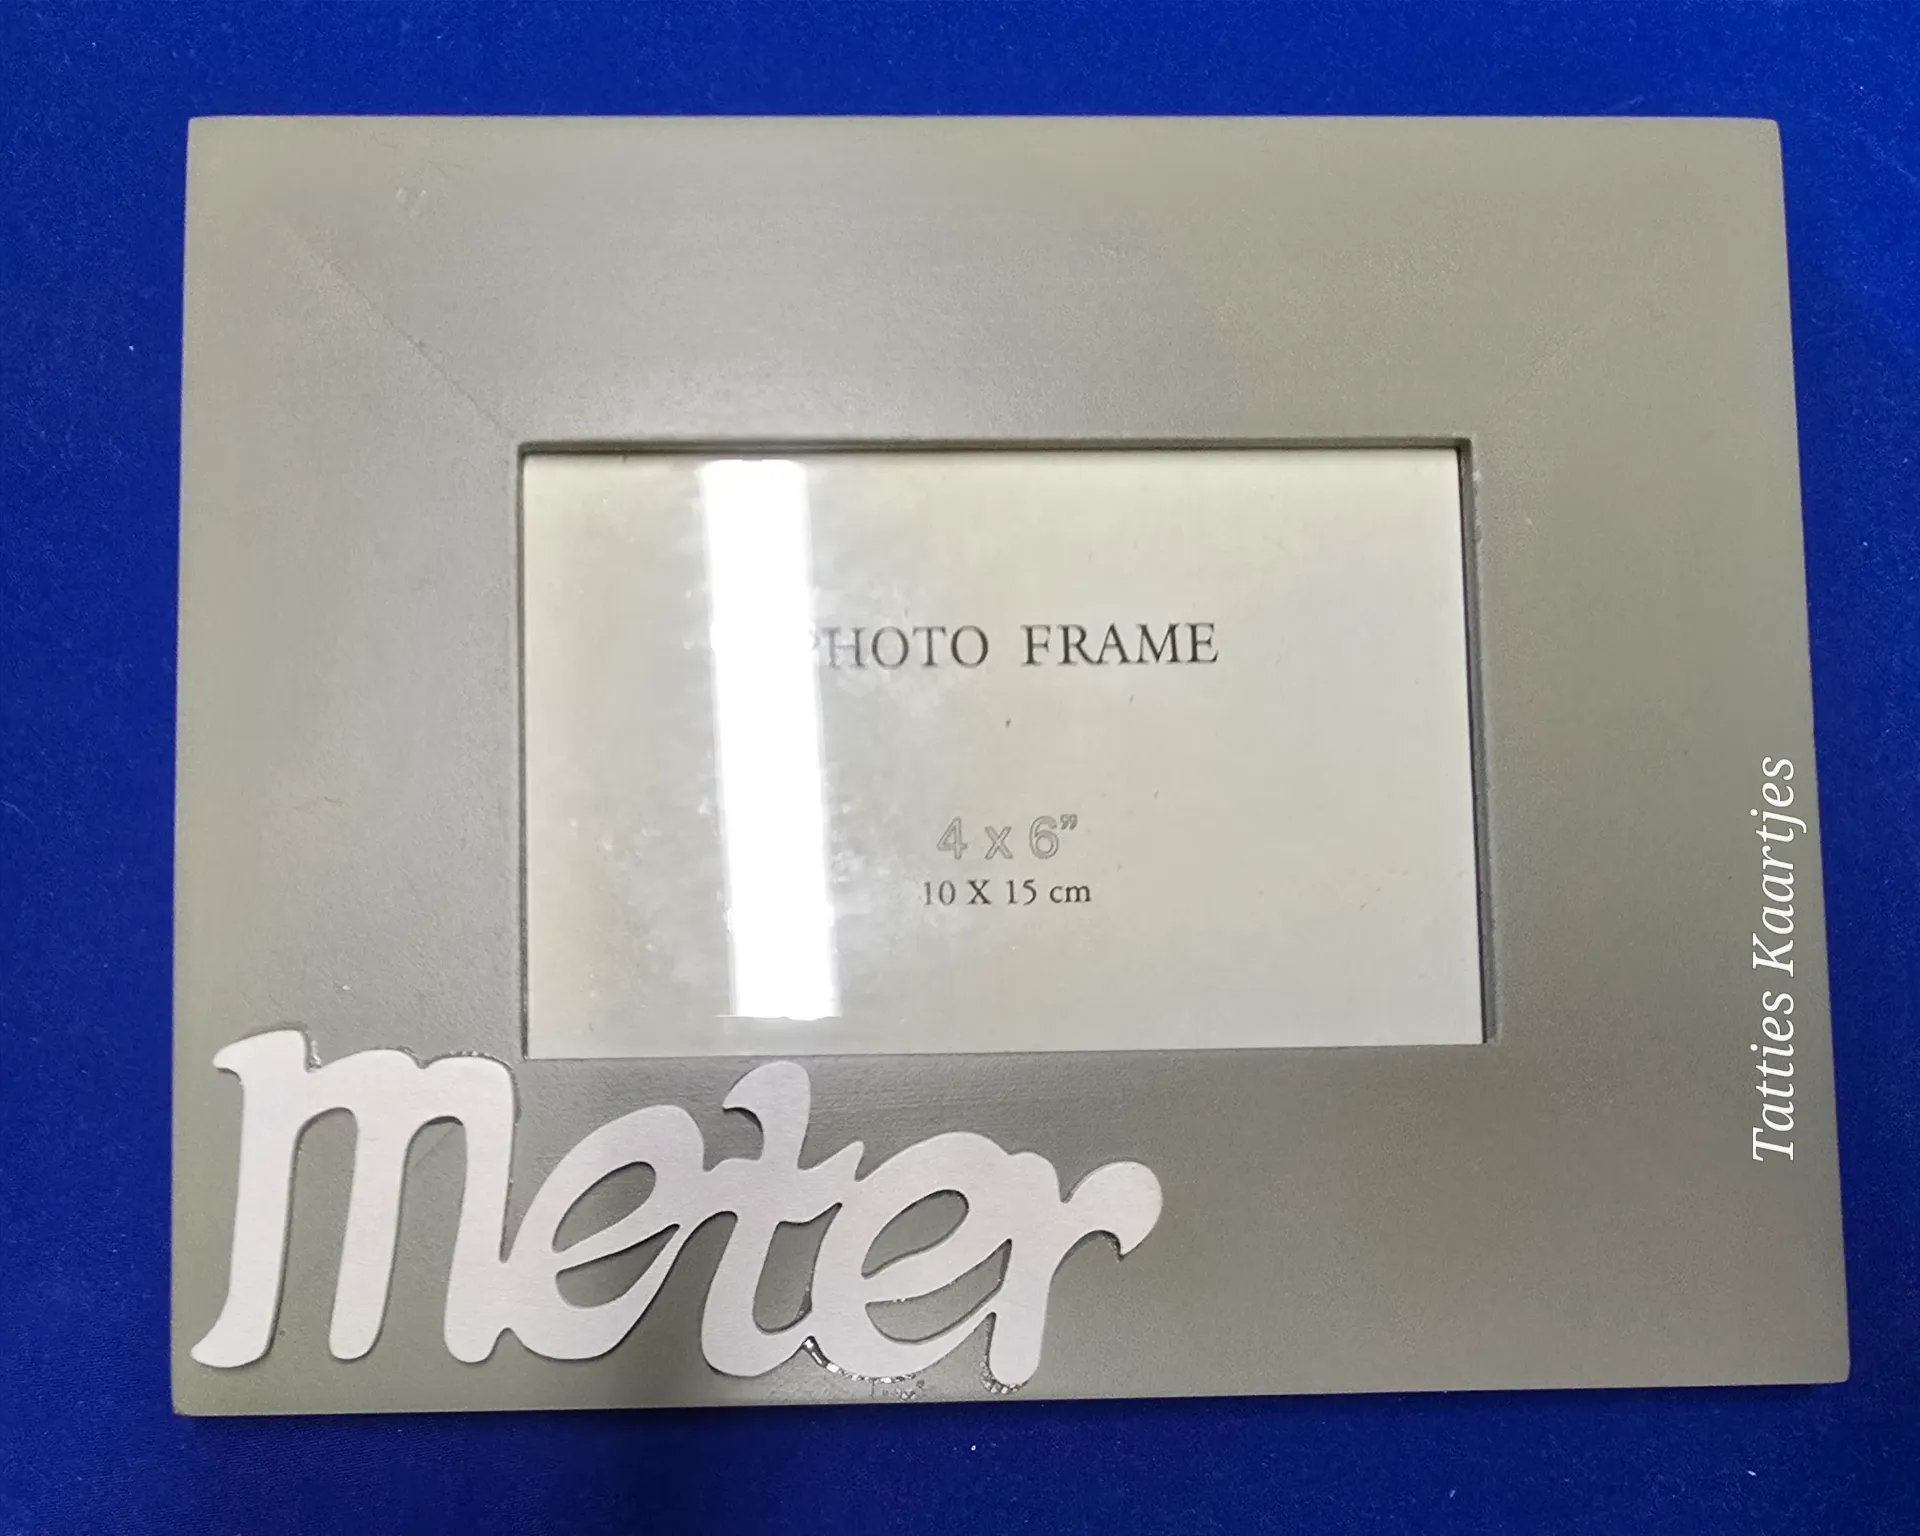 PHOTO FRAME
4 x 6”
10 X 15 cm
meter
Tatties Kaartjes